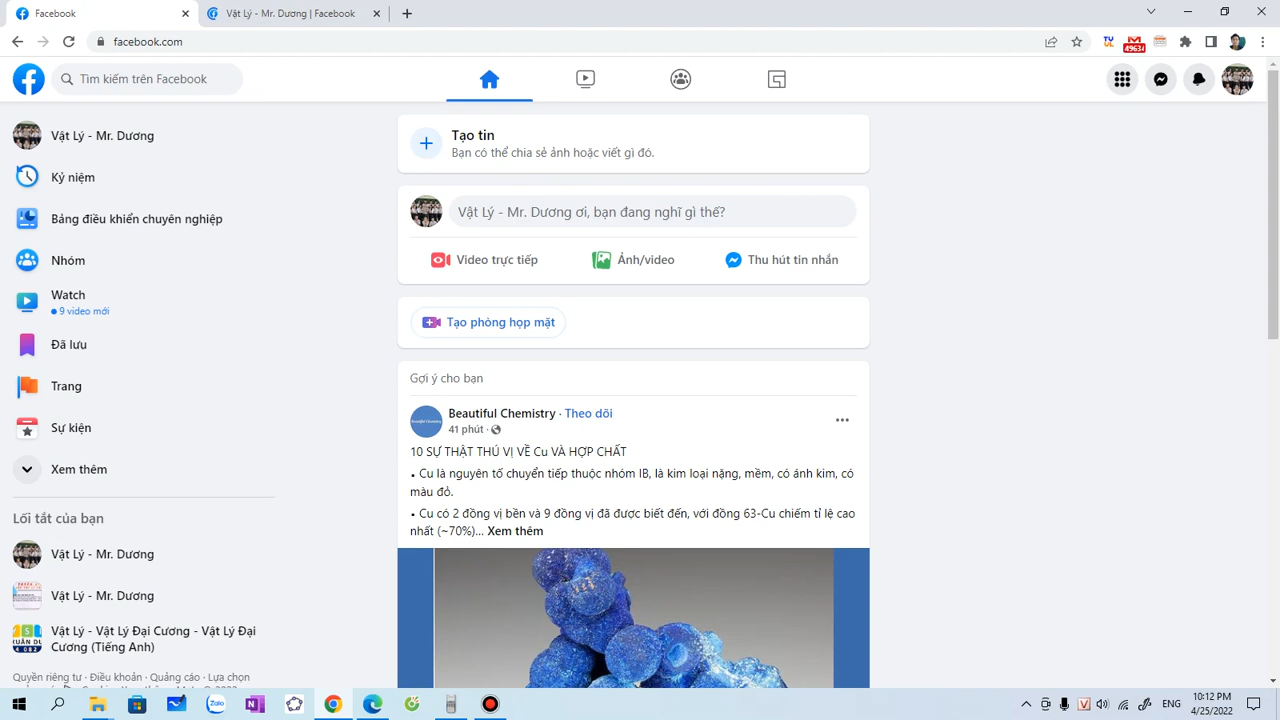 Facebook
Vật Lý - Mr. Dương | Facebook
facebook.com
49634
Tìm kiếm trên Facebook
Vật Lý - Mr. Dương
Kỷ niệm
Bảng điều khiển chuyên nghiệp
Nhóm
Watch
9 video mới
Đã lưu
Trang
Sự kiện
Xem thêm
Lối tắt của bạn
Vật Lý - Mr. Dương
Vật Lý - Mr. Dương
Vật Lý - Vật Lý Đại Cương - Vật Lý Đại
Cương (Tiếng Anh)
Quyền riêng tư · Điều khoản · Quảng cáo · Lựa chọn
Tạo tin
Bạn có thể chia sẻ ảnh hoặc viết gì đó.
Vật Lý - Mr. Dương ơi, bạn đang nghĩ gì thế?
Video trực tiếp
Ảnh/video
Thu hút tin nhắn
Tạo phòng họp mặt
Gợi ý cho bạn
Beautiful Chemistry · Theo dõi
41 phút ·
10 SỰ THẬT THÚ VỊ VỀ Cu VÀ HỢP CHẤT
• Cu là nguyên tố chuyển tiếp thuộc nhóm IB, là kim loại nặng, mềm, có ánh kim, có
màu đỏ.
• Cu có 2 đồng vị bền và 9 đồng vị đã được biết đến, với đồng 63-Cu chiếm tỉ lệ cao
nhất (~70%)... Xem thêm
Zalo
ENG
10:12 PM
4/25/2022